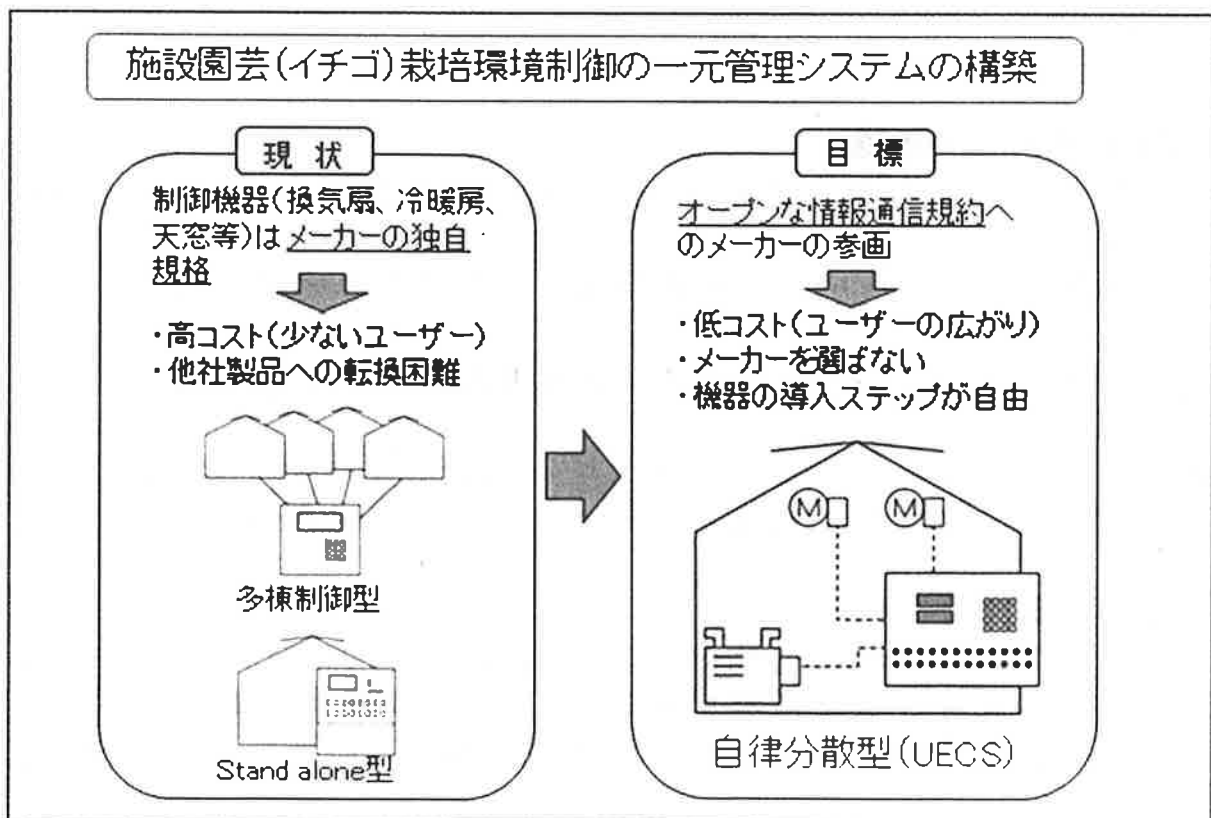 施設園芸(イチゴ)栽培環境制御の一元管理システムの構築
現状
制御機器(換気扇、冷暖房、
天窓等)はメーカーの独自
規格
・高コスト(少ないユーザー)
・他社製品への転換困難
多棟制御型
Stand alone型
目標
オープンな情報通信規約へ
のメーカーの参画
・低コスト(ユーザーの広がり)
・メーカーを選ばない
・機器の導入ステップが自由
M M
自律分散型(UECS)